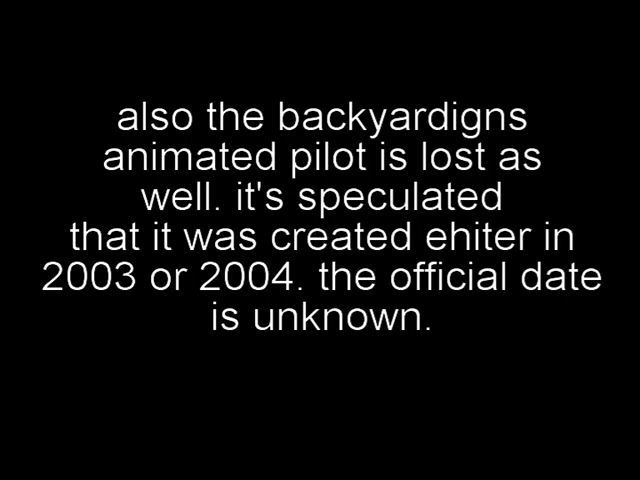 also the backyardigns
animated pilot is lost as
well. it's speculated
that it was created ehiter in
2003 or 2004. the official date
is unknown.